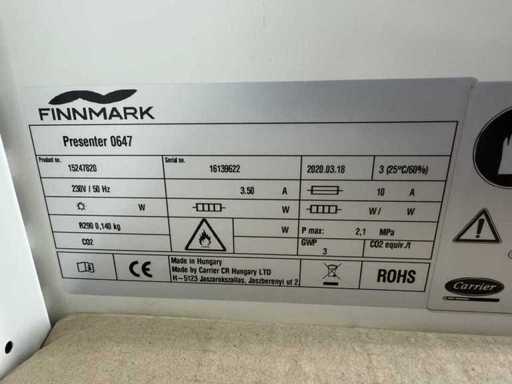 FINNMARK
Presenter 0647
Product no. 15247820 Serial no. 16139622 2020.03.18 3 (25°C/60%)
230V / 50 Hz 3.50 A 10 A
W W W / W
R290 0,140 kg P max: 2,1 MPa
CO2 GWP 3 CO2 equiv./t
Made in Hungary
Made by Carrier CR Hungary LTD
H-5123 Jaszarokszallas, Jaszberenyi ut 2.
CE ROHS
Carrier